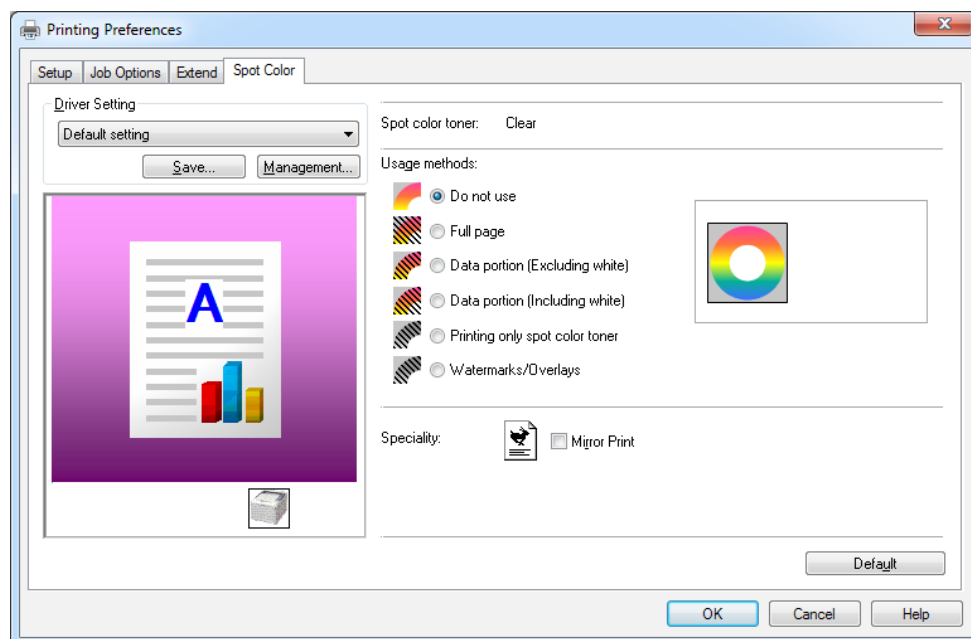 Printing Preferences
Setup Job Options Extend Spot Color
Driver Setting
Default setting
Save... Management...
A
Spot color toner: Clear
Usage methods:
Do not use
Full page
Data portion (Excluding white)
Data portion (Including white)
Printing only spot color toner
Watermarks/Overlays
Speciality: Mirror Print
Default
OK Cancel Help